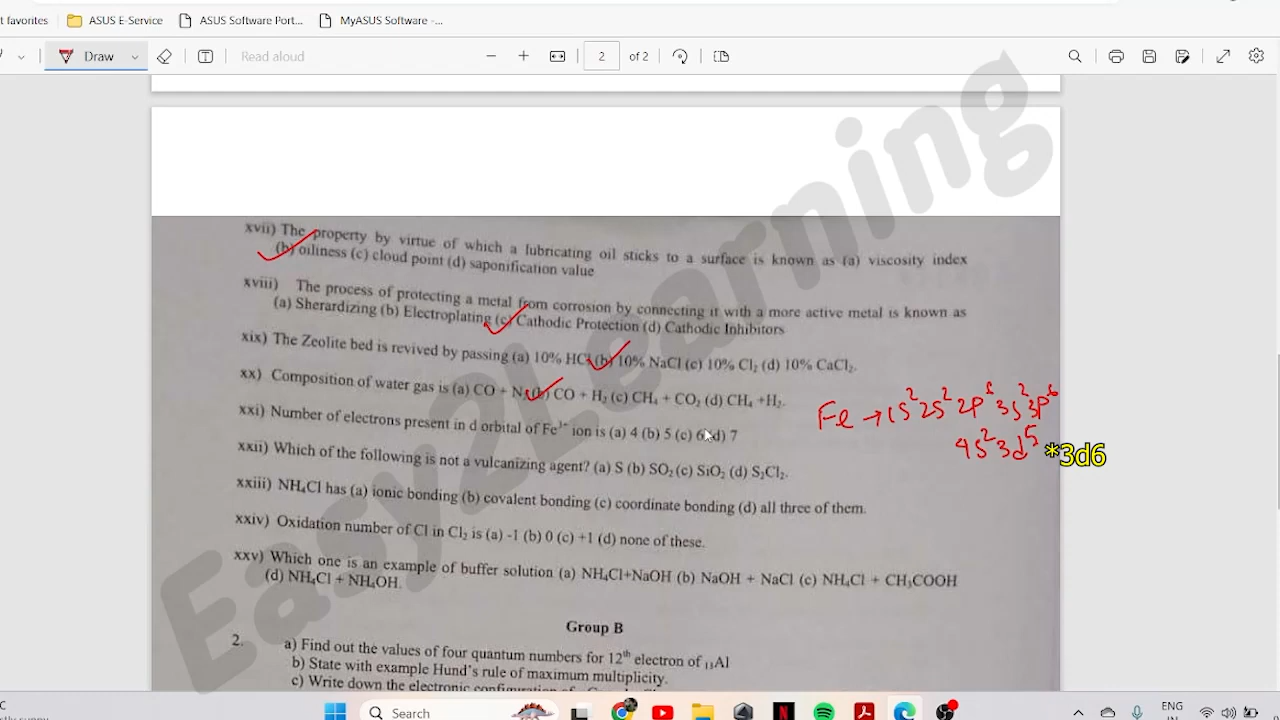 t favorites ASUS E-Service ASUS Software Port... MyASUS Software -...
Draw Read aloud 2 of 2
xvii) The property by virtue of which a lubricating oil sticks to a surface is known as (a) viscosity index
(b) oiliness (c) cloud point (d) saponification value
xviii) The process of protecting a metal from corrosion by connecting it with a more active metal is known as
(a) Sherardizing (b) Electroplating (c) Cathodic Protection (d) Cathodic Inhibitors
xix) The Zeolite bed is revived by passing (a) 10% HCl (b) 10% NaCl (c) 10% Cl₂ (d) 10% CaCl₂.
xx) Composition of water gas is (a) CO + N₂ (b) CO + H₂ (c) CH₄ + CO₂ (d) CH₄ +H₂.
xxi) Number of electrons present in d orbital of Fe³⁺ ion is (a) 4 (b) 5 (c) 6 (d) 7
Fe → 1s² 2s² 2p⁶ 3s² 3p⁶
4s² 3d⁵ *3d6
xxii) Which of the following is not a vulcanizing agent? (a) S (b) SO₂ (c) SiO₂ (d) S₂Cl₂.
xxiii) NH₄Cl has (a) ionic bonding (b) covalent bonding (c) coordinate bonding (d) all three of them.
xxiv) Oxidation number of Cl in Cl₂ is (a) -1 (b) 0 (c) +1 (d) none of these.
xxv) Which one is an example of buffer solution (a) NH₄Cl+NaOH (b) NaOH + NaCl (c) NH₄Cl + CH₃COOH
(d) NH₄Cl + NH₄OH.
Group B
2. a) Find out the values of four quantum numbers for 12th electron of ₁₃Al
b) State with example Hund's rule of maximum multiplicity.
c) Write down the electronic configuration of
Easy2Learning
C
Search
ENG